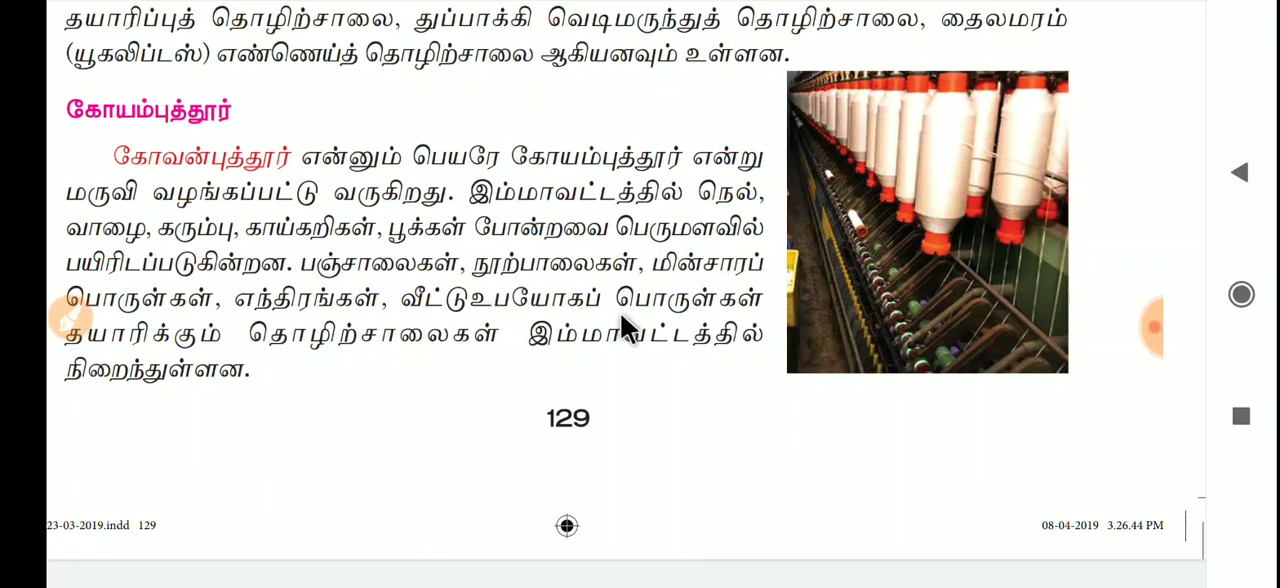 தயாரிப்புத் தொழிற்சாலை, துப்பாக்கி வெடிமருந்துத் தொழிற்சாலை, தைலமரம்
(யூகலிப்டஸ்) எண்ணெய்த் தொழிற்சாலை ஆகியனவும் உள்ளன.
கோயம்புத்தூர்
கோவன்புத்தூர் என்னும் பெயரே கோயம்புத்தூர் என்று
மருவி வழங்கப்பட்டு வருகிறது. இம்மாவட்டத்தில் நெல்,
வாழை, கரும்பு, காய்கறிகள், பூக்கள் போன்றவை பெருமளவில்
பயிரிடப்படுகின்றன. பஞ்சாலைகள், நூற்பாலைகள், மின்சாரப்
பொருள்கள், எந்திரங்கள், வீட்டுஉபயோகப் பொருள்கள்
தயாரிக்கும் தொழிற்சாலைகள் இம்மாவட்டத்தில்
நிறைந்துள்ளன.
129
23-03-2019.indd 129
08-04-2019 3.26.44 PM